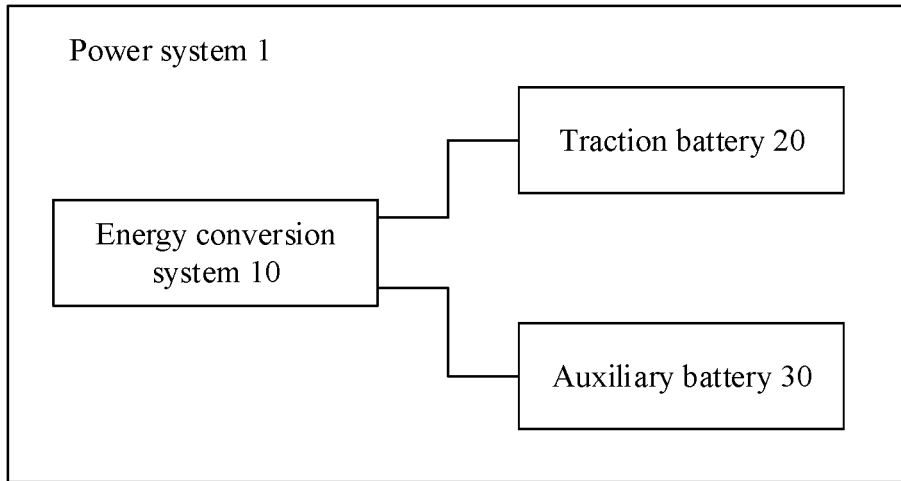 Power system 1
Traction battery 20
Energy conversion
system 10
Auxiliary battery 30